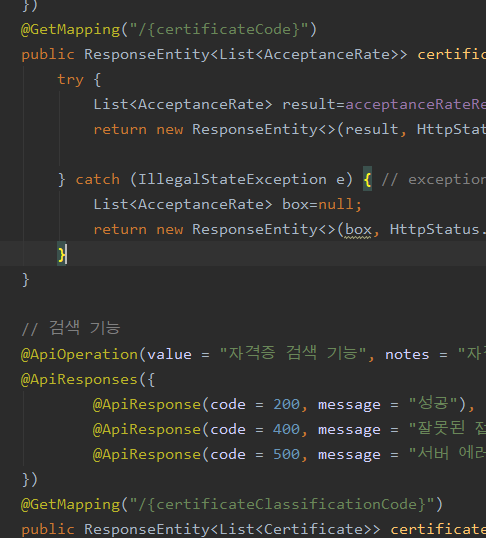 })
@GetMapping("/{certificateCode}")
public ResponseEntity<List<AcceptanceRate>> certific
try {
List<AcceptanceRate> result=acceptanceRateRe
return new ResponseEntity<>(result, HttpStat
} catch (IllegalStateException e) { // exception
List<AcceptanceRate> box=null;
return new ResponseEntity<>(box, HttpStatus.
}
}
// 검색 기능
@ApiOperation(value = "자격증 검색 기능", notes = "자
@ApiResponses({
@ApiResponse(code = 200, message = "성공"),
@ApiResponse(code = 400, message = "잘못된 접
@ApiResponse(code = 500, message = "서버 에러
})
@GetMapping("/{certificateClassificationCode}")
public ResponseEntity<List<Certificate>> certificate